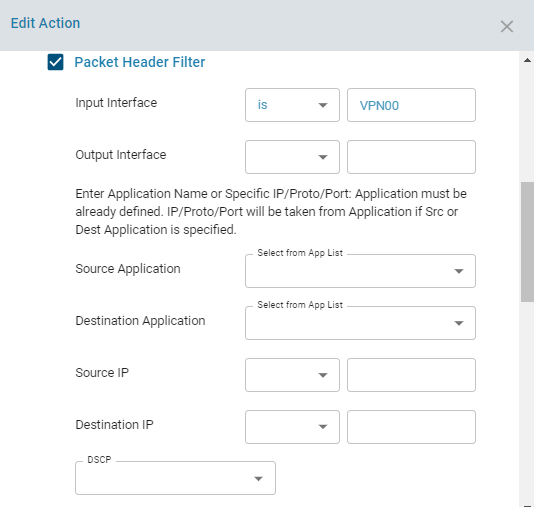 Edit Action
Packet Header Filter
Input Interface
is
VPN00
Output Interface
Enter Application Name or Specific IP/Proto/Port: Application must be
already defined. IP/Proto/Port will be taken from Application if Src or
Dest Application is specified.
Select from App List
Source Application
Select from App List
Destination Application
Source IP
Destination IP
DSCP